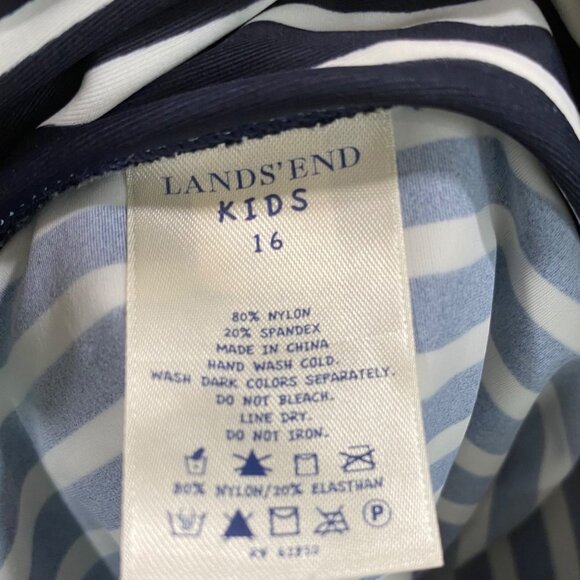 LANDS' END
KIDS
16
80% NYLON
20% SPANDEX
MADE IN CHINA
HAND WASH COLD.
WASH DARK COLORS SEPARATELY.
DO NOT BLEACH.
LINE DRY.
DO NOT IRON.
80% NYLON/20% ELASTHAN
P
RN